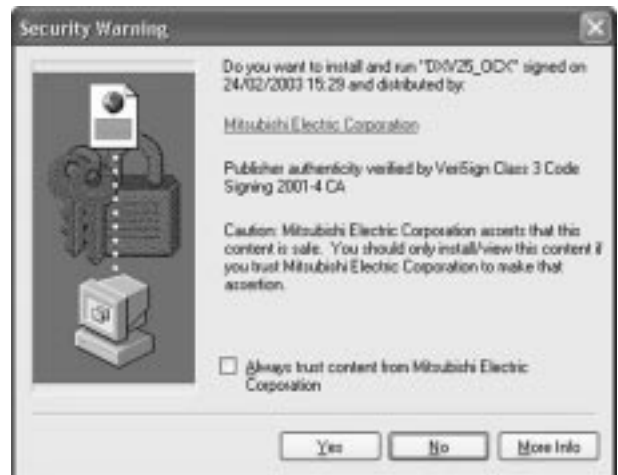 Security Warning
Do you want to install and run "DXV25_OCX" signed on
24/02/2003 15:29 and distributed by:
Mitsubishi Electric Corporation
Publisher authenticity verified by VeriSign Class 3 Code
Signing 2001-4 CA
Caution: Mitsubishi Electric Corporation asserts that this
content is safe. You should only install/view this content if
you trust Mitsubishi Electric Corporation to make that
assertion.
Always trust content from Mitsubishi Electric
Corporation
Yes
No
More Info